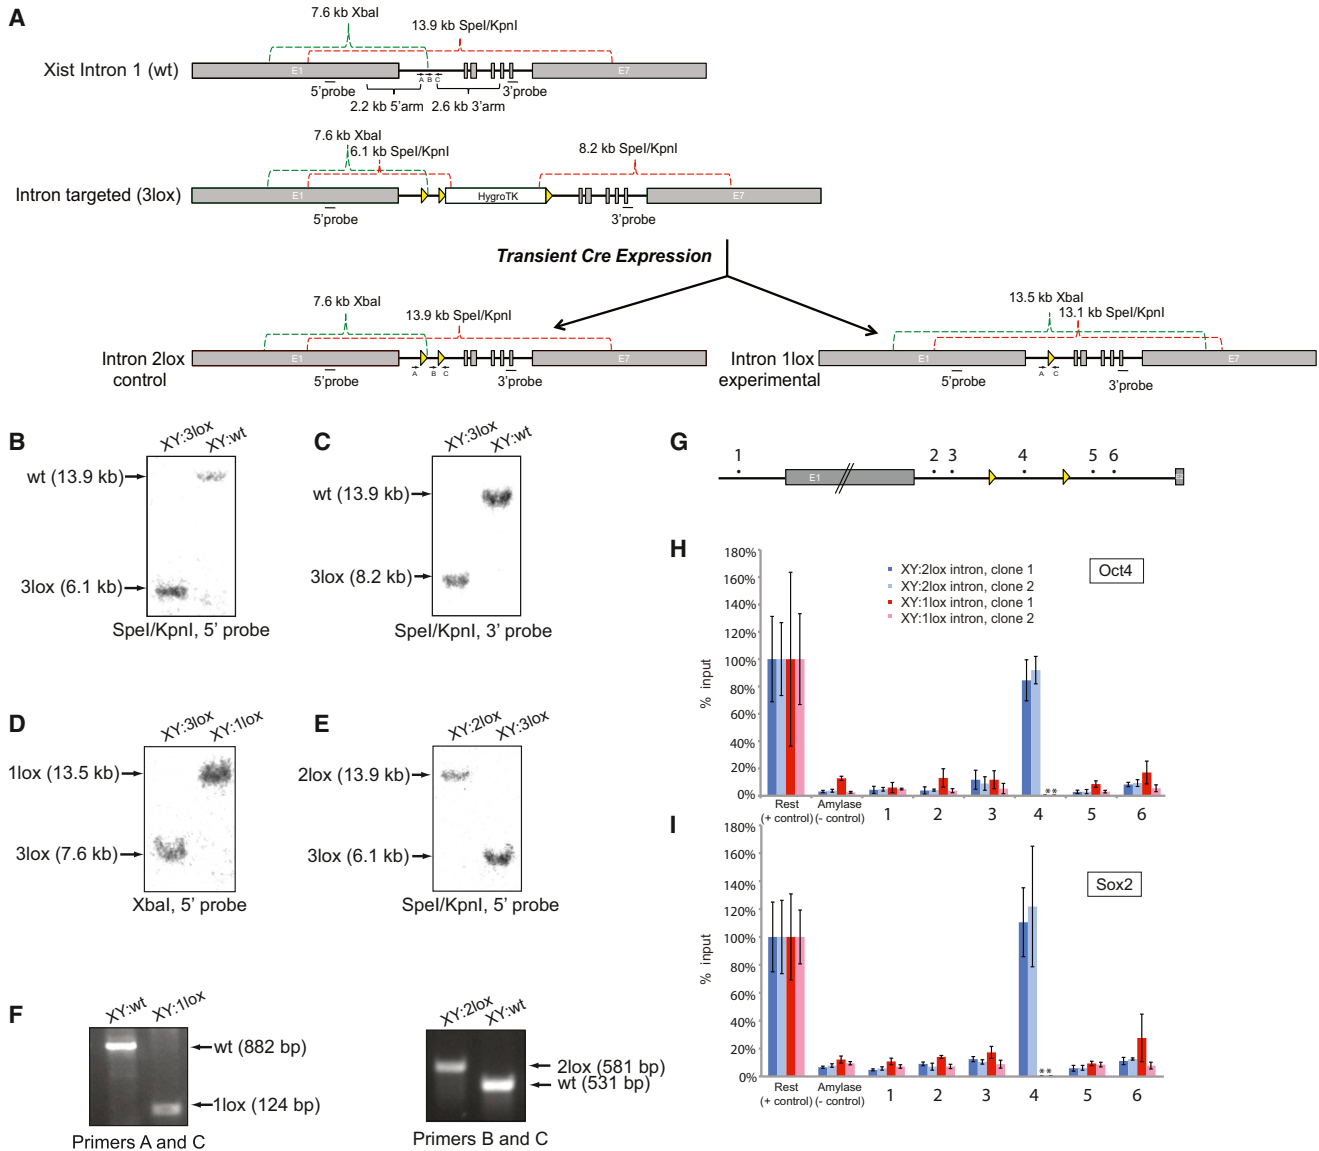 A
7.6 kb XbaI
13.9 kb SpeI/KpnI
Xist Intron 1 (wt)
E1
E7
A B C
5'probe
3'probe
2.2 kb 5'arm
2.6 kb 3'arm
7.6 kb XbaI
6.1 kb SpeI/KpnI
8.2 kb SpeI/KpnI
Intron targeted (3lox)
E1
HygroTK
E7
5'probe
3'probe
Transient Cre Expression
7.6 kb XbaI
13.9 kb SpeI/KpnI
Intron 2lox
control
E1
E7
5'probe
A B C
3'probe
13.5 kb XbaI
13.1 kb SpeI/KpnI
Intron 1lox
experimental
E1
E7
5'probe
A C
3'probe
B
XY:3lox
XY:wt
wt (13.9 kb)
3lox (6.1 kb)
SpeI/KpnI, 5' probe
C
XY:3lox
XY:wt
wt (13.9 kb)
3lox (8.2 kb)
SpeI/KpnI, 3' probe
D
XY:3lox
XY:1lox
1lox (13.5 kb)
3lox (7.6 kb)
XbaI, 5' probe
E
XY:2lox
XY:3lox
2lox (13.9 kb)
3lox (6.1 kb)
SpeI/KpnI, 5' probe
F
XY:wt
XY:1lox
wt (882 bp)
1lox (124 bp)
Primers A and C
XY:2lox
XY:wt
2lox (581 bp)
wt (531 bp)
Primers B and C
G
1 2 3 4 5 6
E1
H
180%
160%
140%
120%
100%
80%
60%
40%
20%
0%
% input
XY:2lox intron, clone 1
XY:2lox intron, clone 2
XY:1lox intron, clone 1
XY:1lox intron, clone 2
Oct4
**
Rest
(+ control)
Amylase
(- control)
1 2 3 4 5 6
I
180%
160%
140%
120%
100%
80%
60%
40%
20%
0%
% input
Sox2
**
Rest
(+ control)
Amylase
(- control)
1 2 3 4 5 6